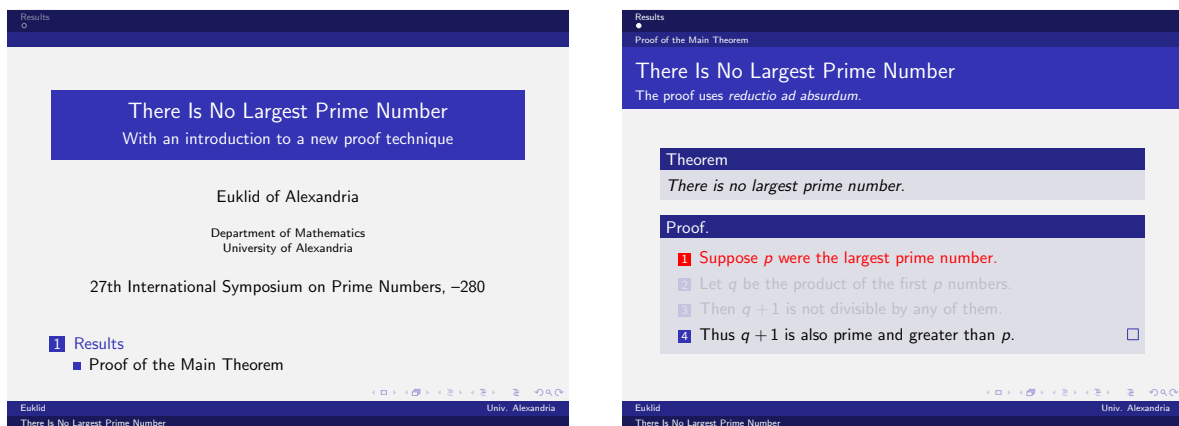 Results
There Is No Largest Prime Number
With an introduction to a new proof technique
Euklid of Alexandria
Department of Mathematics
University of Alexandria
27th International Symposium on Prime Numbers, –280
1 Results
Proof of the Main Theorem
Euklid Univ. Alexandria
There Is No Largest Prime Number
Results
Proof of the Main Theorem
There Is No Largest Prime Number
The proof uses reductio ad absurdum.
Theorem
There is no largest prime number.
Proof.
1 Suppose p were the largest prime number.
2 Let q be the product of the first p numbers.
3 Then q + 1 is not divisible by any of them.
4 Thus q + 1 is also prime and greater than p.
Euklid Univ. Alexandria
There Is No Largest Prime Number